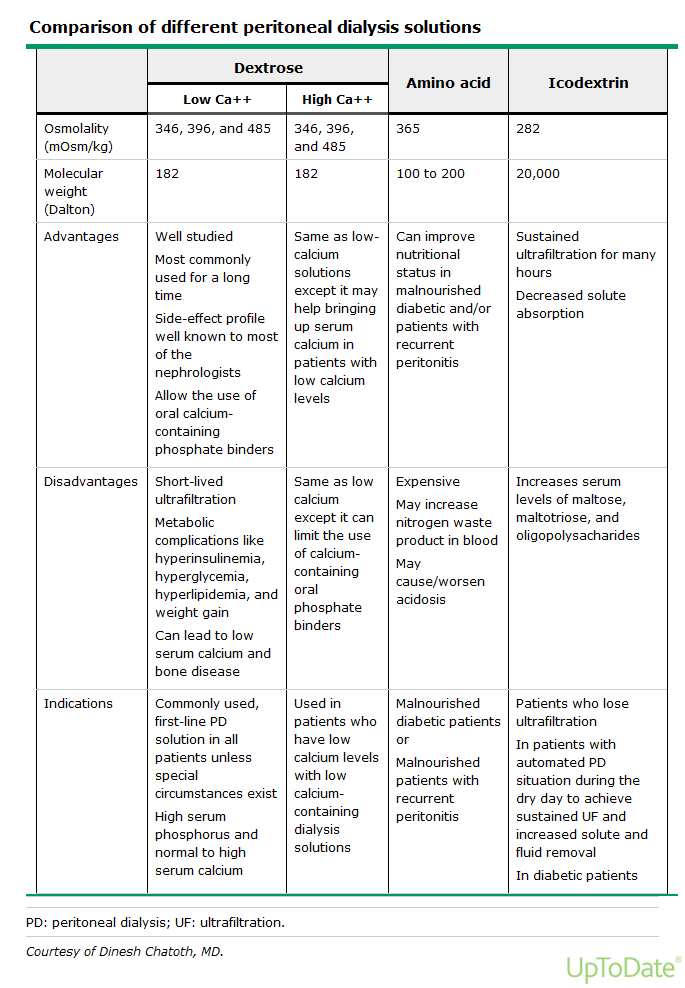 Comparison of different peritoneal dialysis solutions
Dextrose
Amino acid
Icodextrin
Low Ca++
High Ca++
Osmolality
(mOsm/kg)
346, 396, and 485
346, 396,
and 485
365
282
Molecular
weight
(Dalton)
182
182
100 to 200
20,000
Advantages
Well studied
Most commonly
used for a long
time
Side-effect profile
well known to most
of the
nephrologists
Allow the use of
oral calcium-
containing
phosphate binders
Same as low-
calcium
solutions
except it may
help bringing
up serum
calcium in
patients with
low calcium
levels
Can improve
nutritional
status in
malnourished
diabetic and/or
patients with
recurrent
peritonitis
Sustained
ultrafiltration for many
hours
Decreased solute
absorption
Disadvantages
Short-lived
ultrafiltration
Metabolic
complications like
hyperinsulinemia,
hyperglycemia,
hyperlipidemia, and
weight gain
Can lead to low
serum calcium and
bone disease
Same as low
calcium
except it can
limit the use
of calcium-
containing
oral
phosphate
binders
Expensive
May increase
nitrogen waste
product in blood
May
cause/worsen
acidosis
Increases serum
levels of maltose,
maltotriose, and
oligopolysacharides
Indications
Commonly used,
first-line PD
solution in all
patients unless
special
circumstances exist
High serum
phosphorus and
normal to high
serum calcium
Used in
patients who
have low
calcium levels
with low
calcium-
containing
dialysis
solutions
Malnourished
diabetic patients
or
Malnourished
patients with
recurrent
peritonitis
Patients who lose
ultrafiltration
In patients with
automated PD
situation during the
dry day to achieve
sustained UF and
increased solute and
fluid removal
In diabetic patients
PD: peritoneal dialysis; UF: ultrafiltration.
Courtesy of Dinesh Chatoth, MD.
UpToDate®